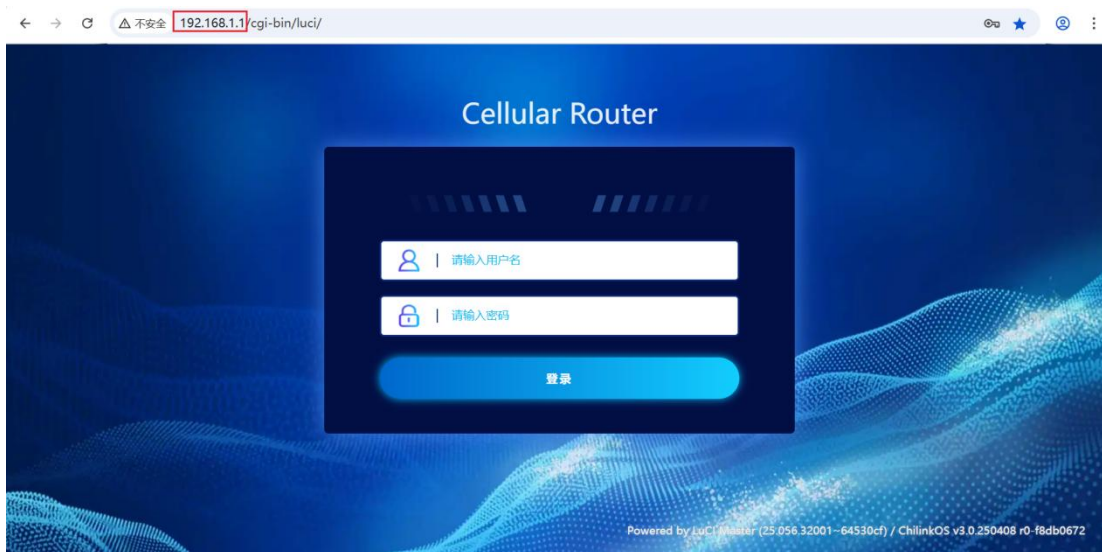 不安全 192.168.1.1/cgi-bin/luci/
Cellular Router
请输入用户名
请输入密码
登录
Powered by LuCI Master (25.056.32001~64530cf) / ChilinkOS v3.0.250408 r0-f8db0672